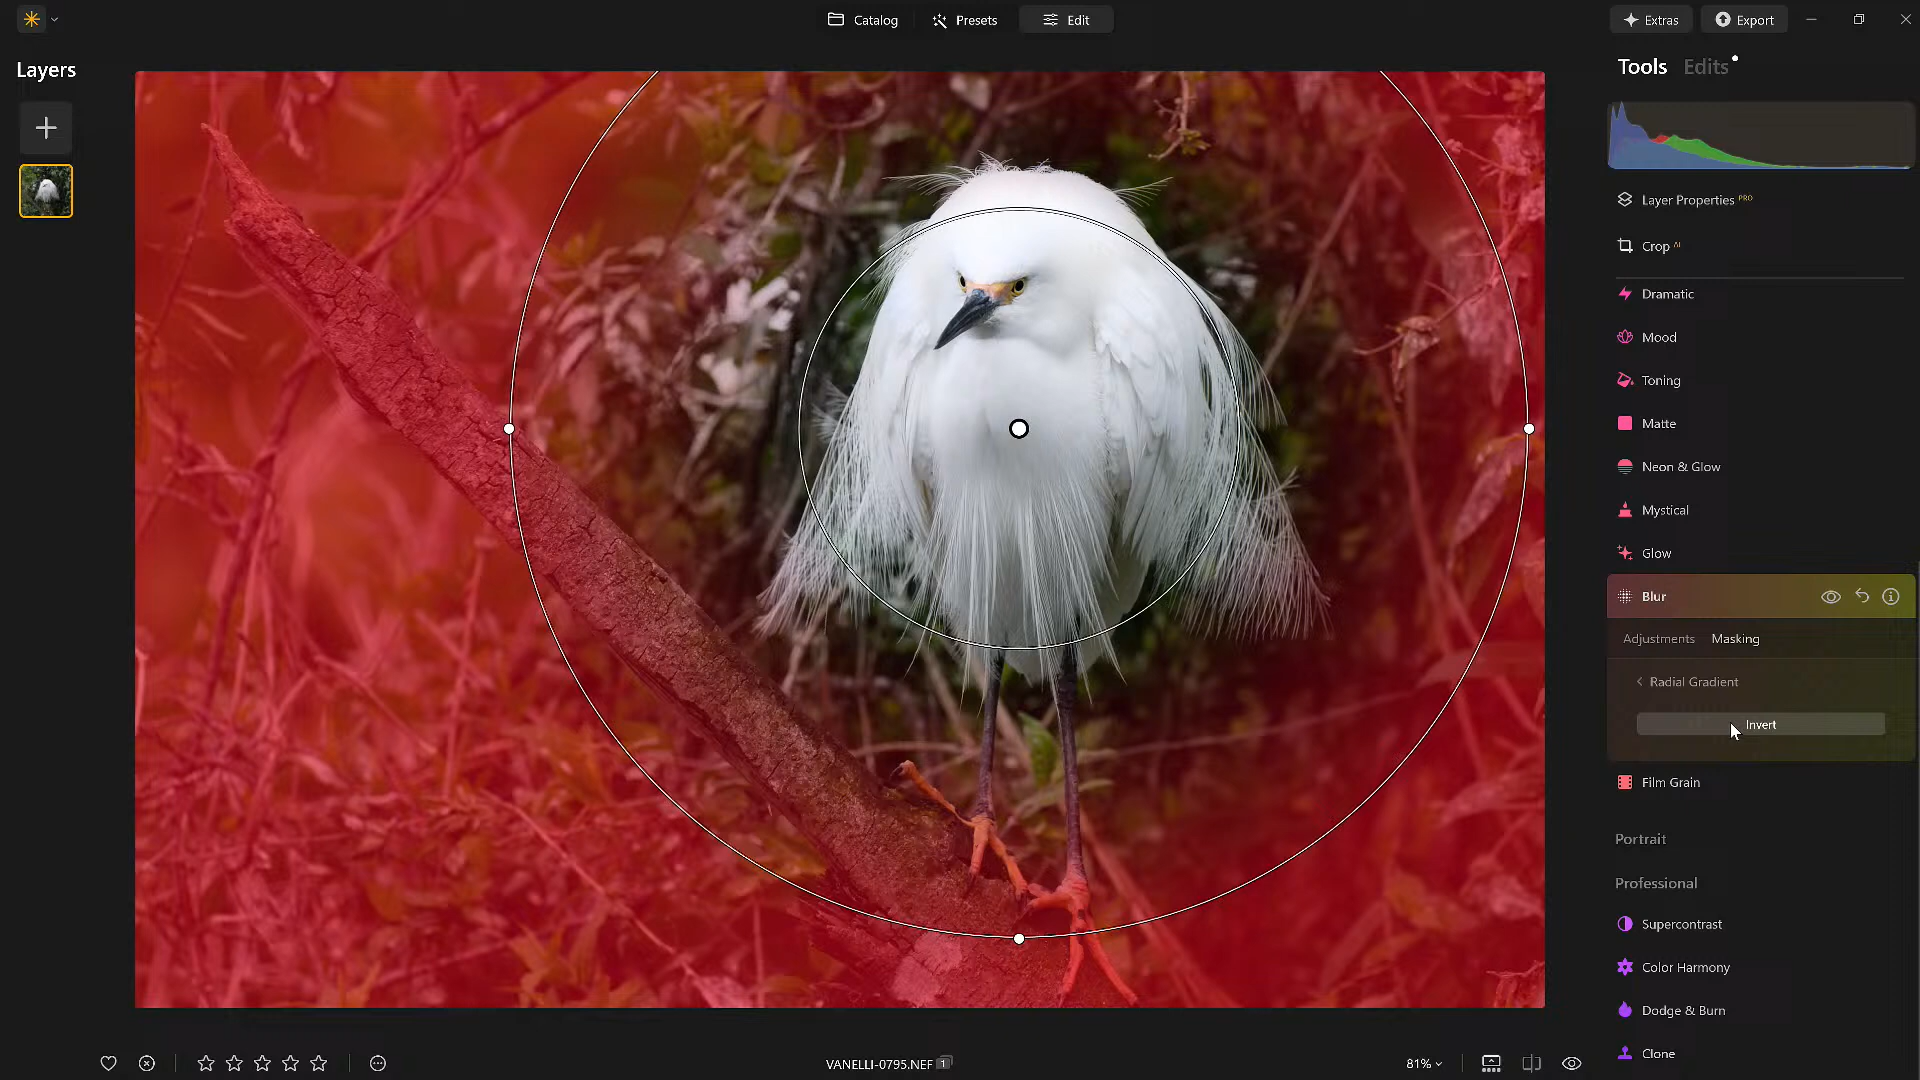 Catalog
Presets
Edit
Extras
Export
Layers
Tools Edits
Layer Properties PRO
Crop AI
Dramatic
Mood
Toning
Matte
Neon & Glow
Mystical
Glow
Blur
Adjustments Masking
Radial Gradient
Invert
Film Grain
Portrait
Professional
Supercontrast
Color Harmony
Dodge & Burn
Clone
VANELLI-0795.NEF 1
81%